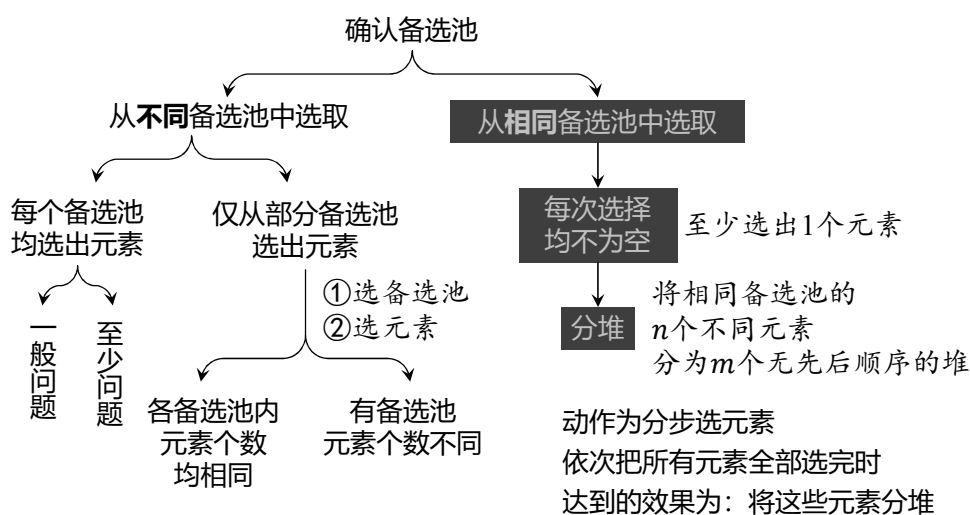 确认备选池
从不同备选池中选取
从相同备选池中选取
每个备选池
均选出元素
仅从部分备选池
选出元素
每次选择
均不为空
至少选出1个元素
①选备选池
②选元素
一般问题
至少问题
分堆
将相同备选池的
n个不同元素
分为m个无先后顺序的堆
各备选池内
元素个数
均相同
有备选池
元素个数不同
动作为分步选元素
依次把所有元素全部选完时
达到的效果为：将这些元素分堆